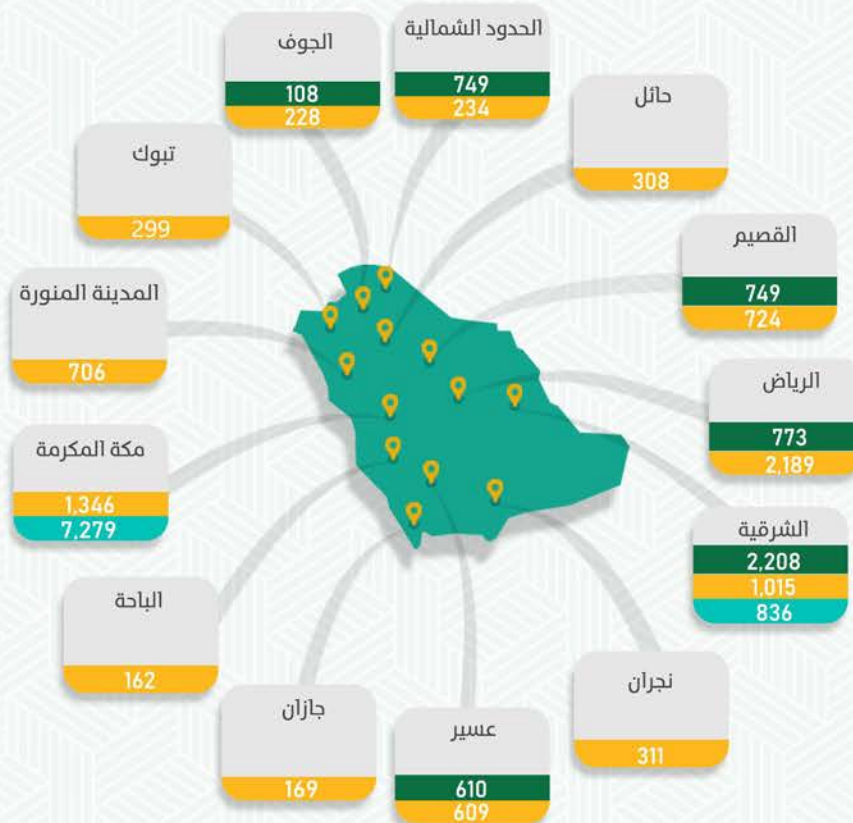 الحدود الشمالية
749
234
الجوف
108
228
حائل
308
تبوك
299
القصيم
749
724
المدينة المنورة
706
الرياض
773
2,189
مكة المكرمة
1,346
7,279
الشرقية
2,208
1,015
836
الباحة
162
نجران
311
جازان
169
عسير
610
609